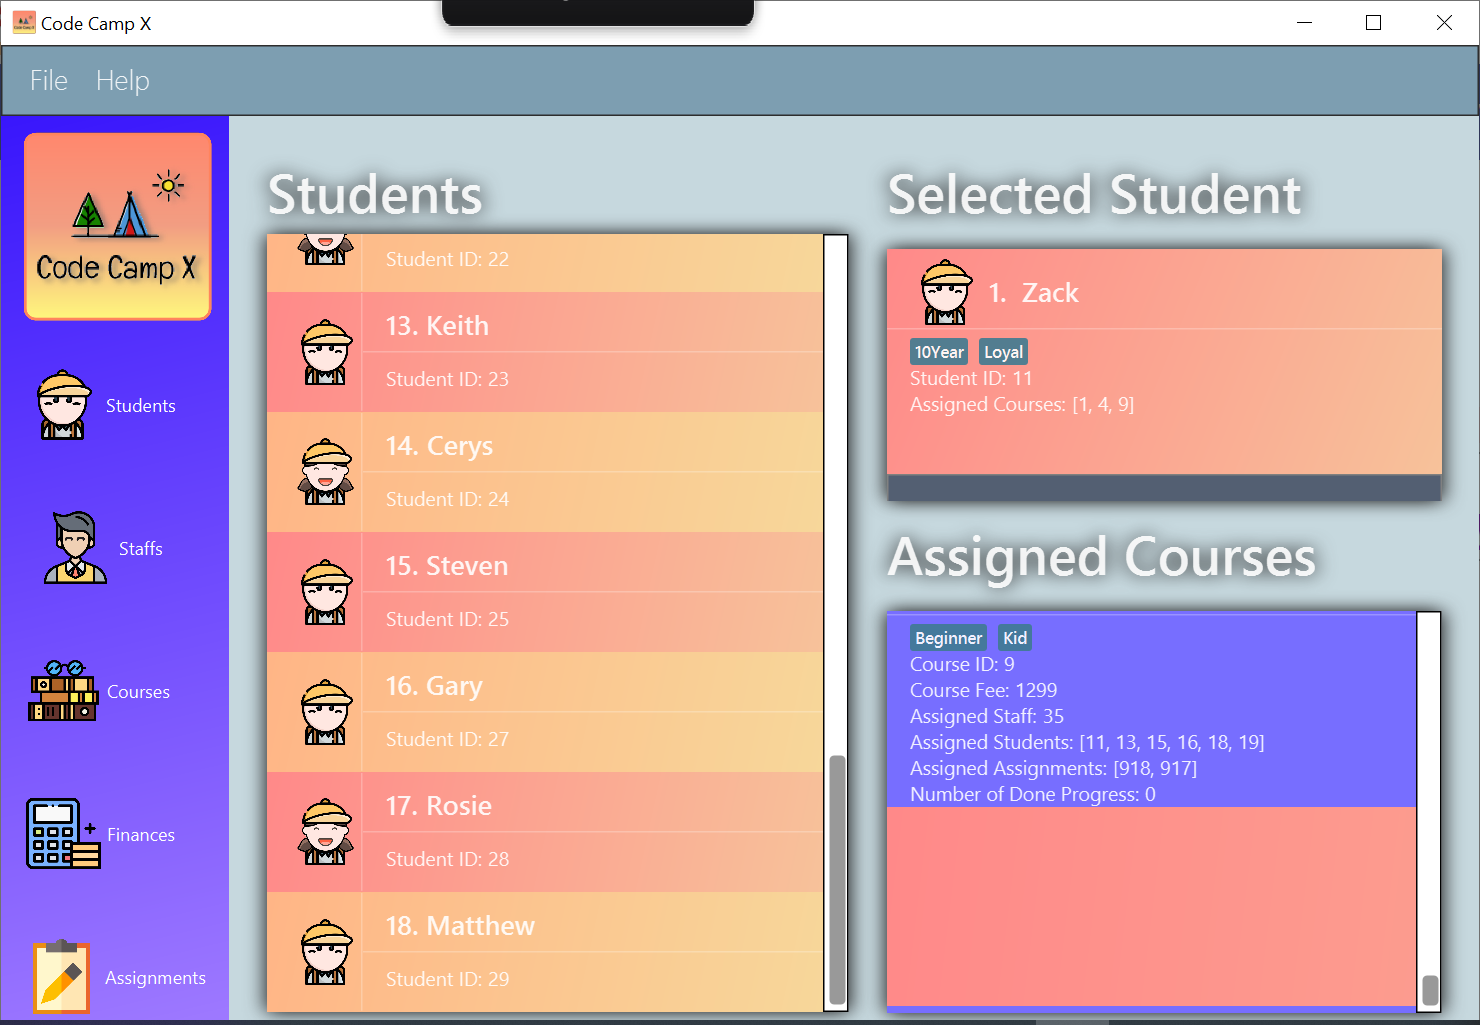 Code Camp X
File Help
Code Camp X
Students
Staffs
Courses
Finances
Assignments
Students
Student ID: 22
13. Keith
Student ID: 23
14. Cerys
Student ID: 24
15. Steven
Student ID: 25
16. Gary
Student ID: 27
17. Rosie
Student ID: 28
18. Matthew
Student ID: 29
Selected Student
1. Zack
10Year Loyal
Student ID: 11
Assigned Courses: [1, 4, 9]
Assigned Courses
Beginner Kid
Course ID: 9
Course Fee: 1299
Assigned Staff: 35
Assigned Students: [11, 13, 15, 16, 18, 19]
Assigned Assignments: [918, 917]
Number of Done Progress: 0